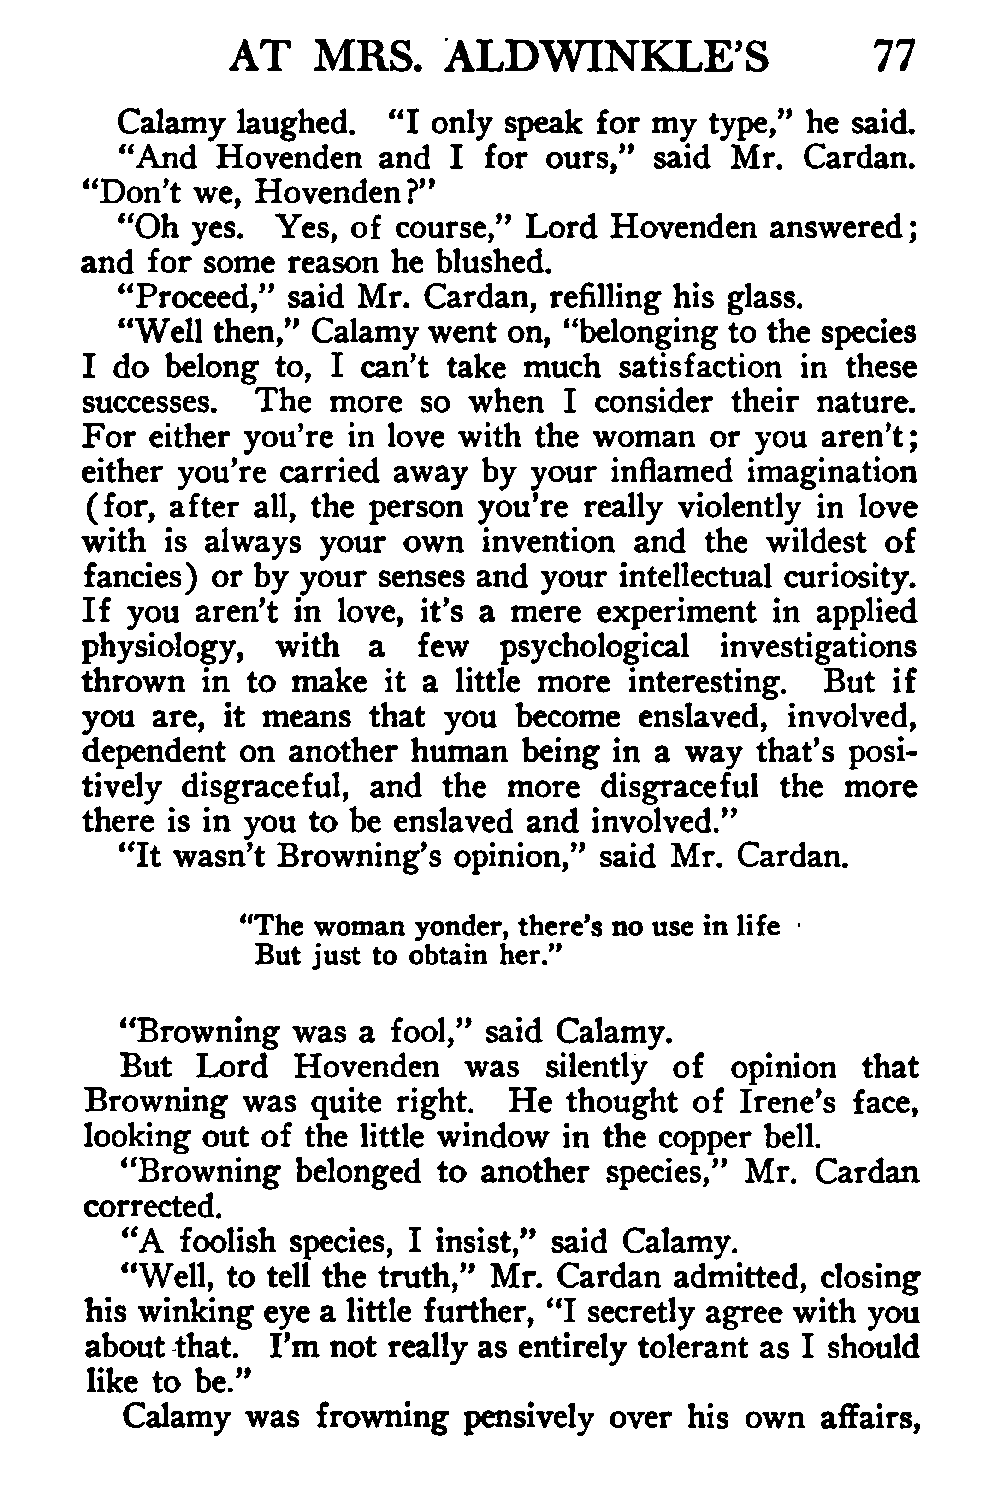 AT MRS. ALDWINKLE'S 77
Calamy laughed. "I only speak for my type," he said.
"And Hovenden and I for ours," said Mr. Cardan.
"Don't we, Hovenden?"
"Oh yes. Yes, of course," Lord Hovenden answered;
and for some reason he blushed.
"Proceed," said Mr. Cardan, refilling his glass.
"Well then," Calamy went on, "belonging to the species
I do belong to, I can't take much satisfaction in these
successes. The more so when I consider their nature.
For either you're in love with the woman or you aren't;
either you're carried away by your inflamed imagination
(for, after all, the person you're really violently in love
with is always your own invention and the wildest of
fancies) or by your senses and your intellectual curiosity.
If you aren't in love, it's a mere experiment in applied
physiology, with a few psychological investigations
thrown in to make it a little more interesting. But if
you are, it means that you become enslaved, involved,
dependent on another human being in a way that's posi-
tively disgraceful, and the more disgraceful the more
there is in you to be enslaved and involved."
"It wasn't Browning's opinion," said Mr. Cardan.
"The woman yonder, there's no use in life
But just to obtain her."
"Browning was a fool," said Calamy.
But Lord Hovenden was silently of opinion that
Browning was quite right. He thought of Irene's face,
looking out of the little window in the copper bell.
"Browning belonged to another species," Mr. Cardan
corrected.
"A foolish species, I insist," said Calamy.
"Well, to tell the truth," Mr. Cardan admitted, closing
his winking eye a little further, "I secretly agree with you
about that. I'm not really as entirely tolerant as I should
like to be."
Calamy was frowning pensively over his own affairs,